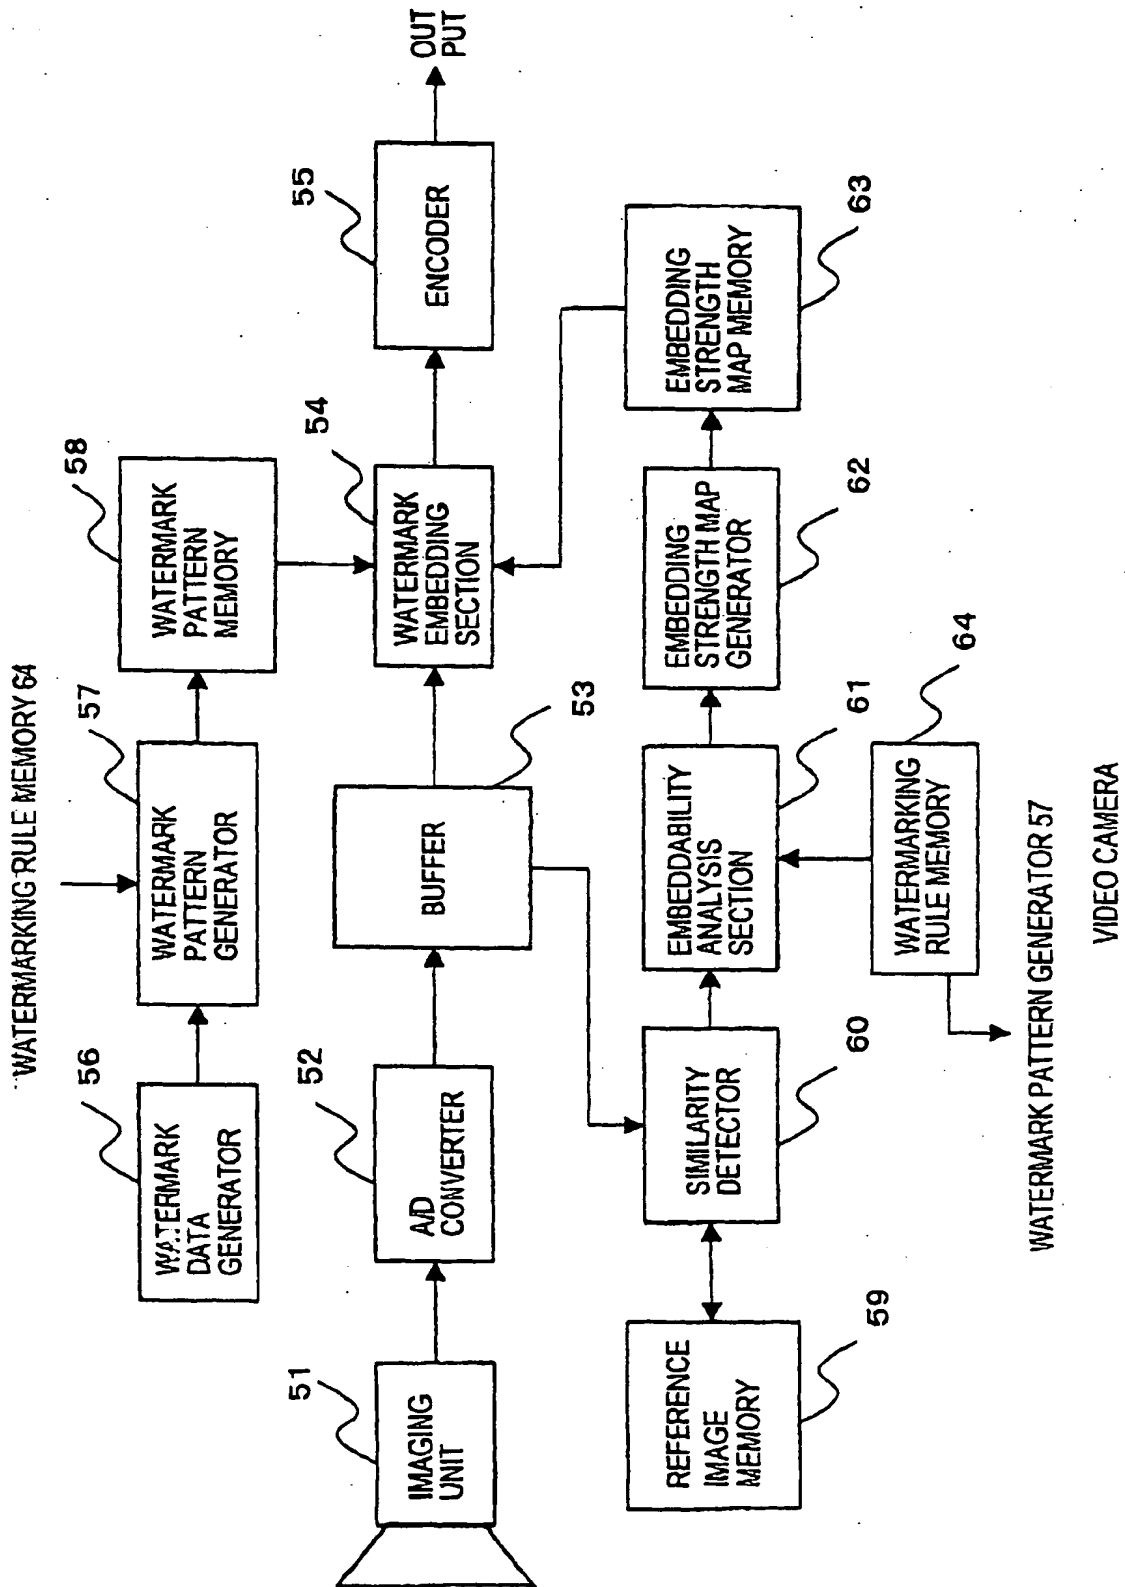 WATERMARKING RULE MEMORY 64
56
WATERMARK
DATA
GENERATOR
57
WATERMARK
PATTERN
GENERATOR
58
WATERMARK
PATTERN
MEMORY
51
IMAGING
UNIT
52
A/D
CONVERTER
BUFFER
53
54
WATERMARK
EMBEDDING
SECTION
55
ENCODER
OUT
PUT
REFERENCE
IMAGE
MEMORY
59
SIMILARITY
DETECTOR
60
EMBEDDABILITY
ANALYSIS
SECTION
61
EMBEDDING
STRENGTH MAP
GENERATOR
62
EMBEDDING
STRENGTH
MAP MEMORY
63
WATERMARKING
RULE MEMORY
64
WATERMARK PATTERN GENERATOR 57
VIDEO CAMERA